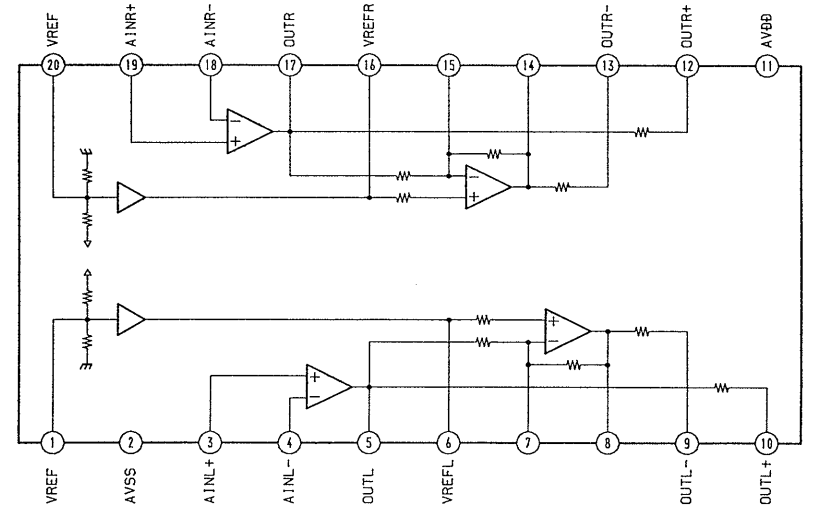 VREF
AINR+
AINR-
OUTR
VREFR
OUTR-
OUTR+
AVDD
20
19
18
17
16
15
14
13
12
11
-
+
-
+
+
-
+
-
1
2
3
4
5
6
7
8
9
10
VREF
AVSS
AINL+
AINL-
OUTL
VREFL
OUTL-
OUTL+